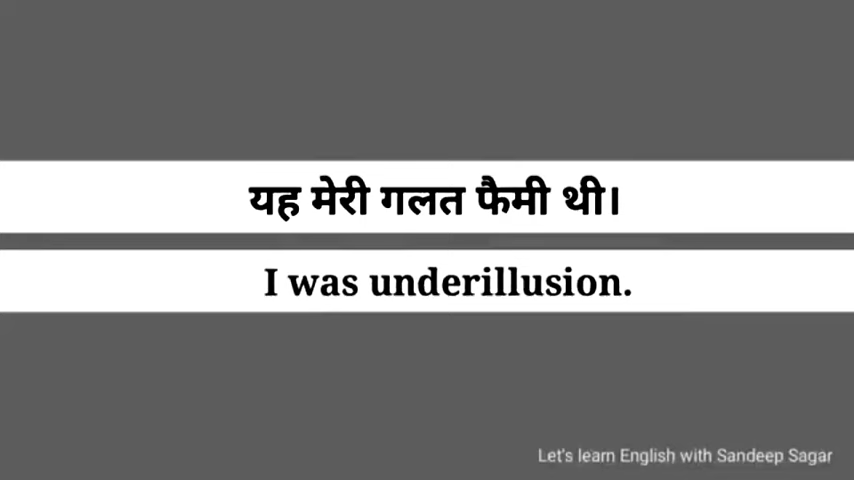 यह मेरी गलत फैमी थी।
I was underillusion.
Let's learn English with Sandeep Sagar